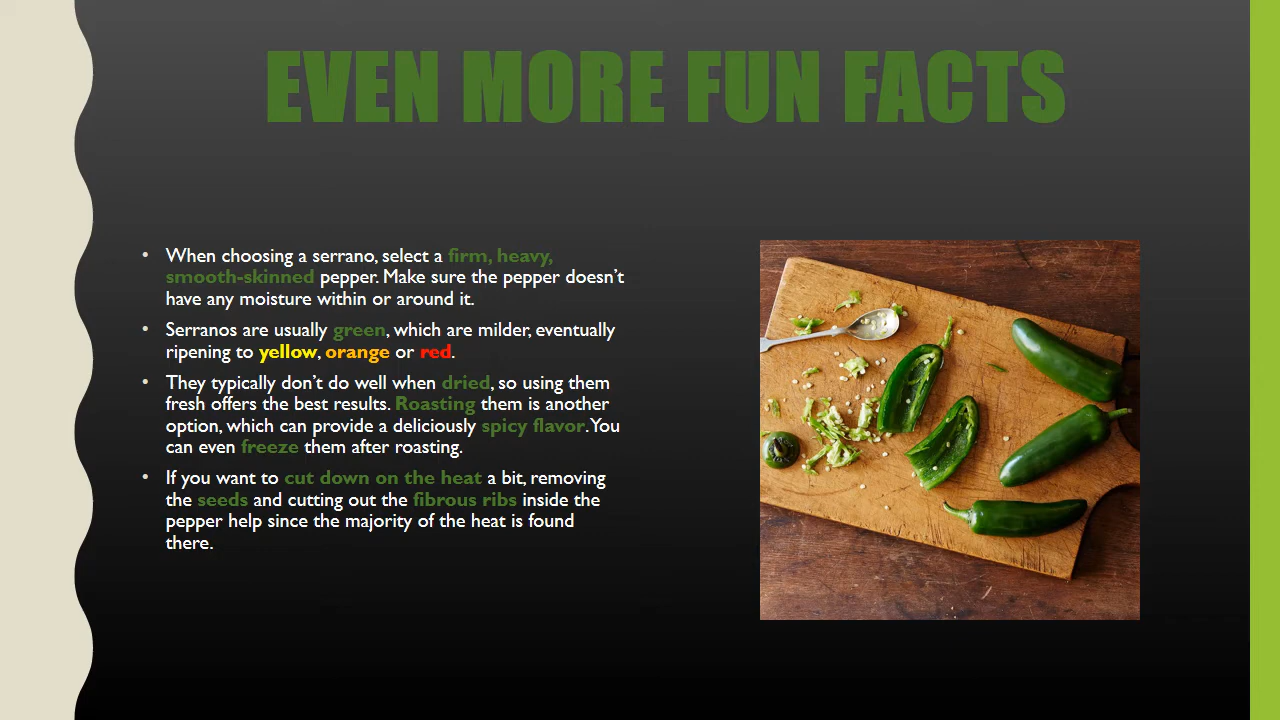 EVEN MORE FUN FACTS
• When choosing a serrano, select a firm, heavy,
smooth-skinned pepper. Make sure the pepper doesn't
have any moisture within or around it.
• Serranos are usually green, which are milder, eventually
ripening to yellow, orange or red.
• They typically don't do well when dried, so using them
fresh offers the best results. Roasting them is another
option, which can provide a deliciously spicy flavor. You
can even freeze them after roasting.
• If you want to cut down on the heat a bit, removing
the seeds and cutting out the fibrous ribs inside the
pepper help since the majority of the heat is found
there.